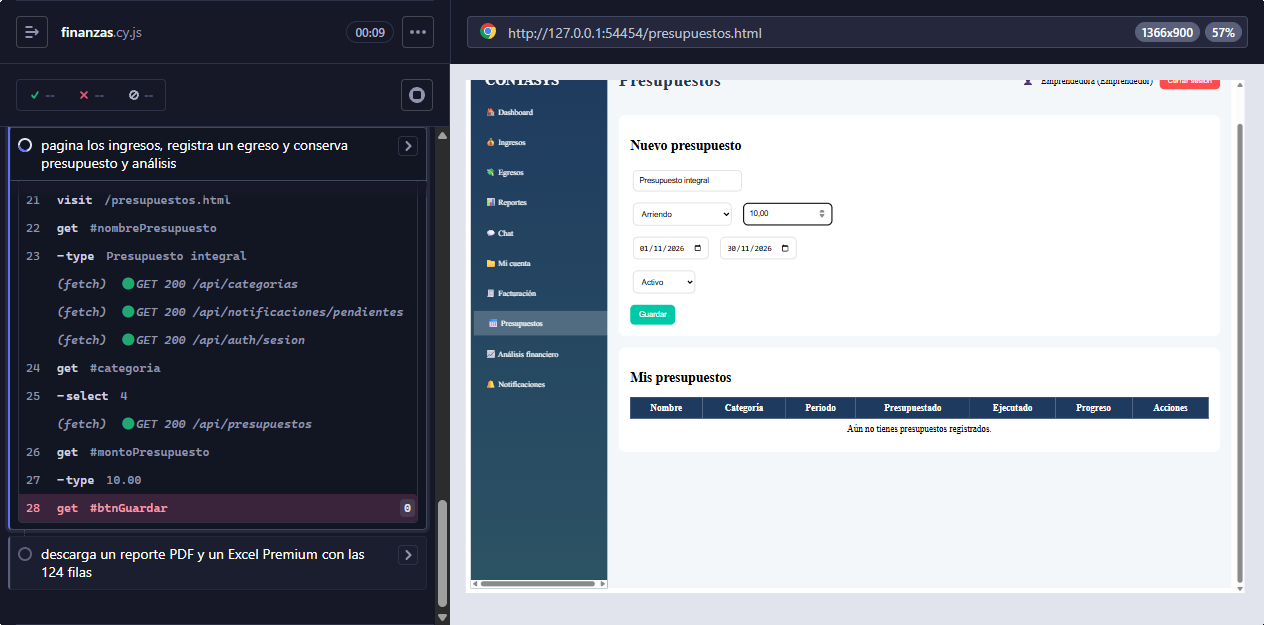 finanzas.cy.js
00:09
--
--
--
pagina los ingresos, registra un egreso y conserva
presupuesto y análisis
21 visit /presupuestos.html
22 get #nombrePresupuesto
23 -type Presupuesto integral
(fetch) GET 200 /api/categorias
(fetch) GET 200 /api/notificaciones/pendientes
(fetch) GET 200 /api/auth/sesion
24 get #categoria
25 -select 4
(fetch) GET 200 /api/presupuestos
26 get #montoPresupuesto
27 -type 10.00
28 get #btnGuardar 0
descarga un reporte PDF y un Excel Premium con las
124 filas
http://127.0.0.1:54454/presupuestos.html
1366x900
57%
CONTASYS
Dashboard
Ingresos
Egresos
Reportes
Chat
Mi cuenta
Facturación
Presupuestos
Análisis financiero
Notificaciones
Presupuestos
Emprendedora (Emprendedor)
Cerrar sesión
Nuevo presupuesto
Presupuesto integral
Arriendo
10,00
01/11/2026
30/11/2026
Activo
Guardar
Mis presupuestos
Nombre Categoría Periodo Presupuestado Ejecutado Progreso Acciones
Aún no tienes presupuestos registrados.